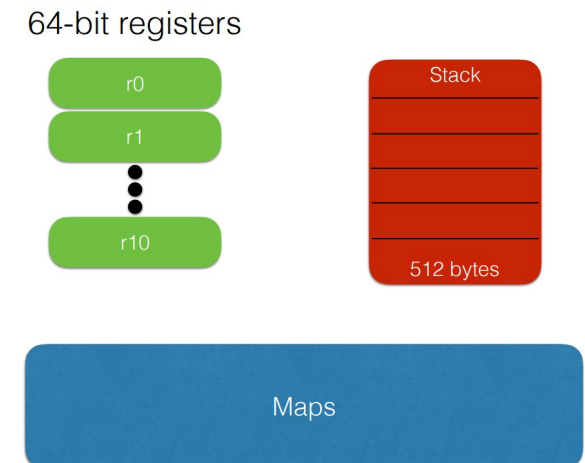 64-bit registers
r0
r1
r10
Stack
512 bytes
Maps